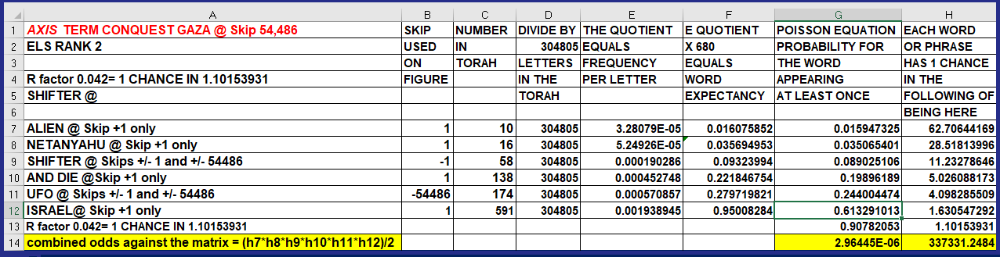 A B C D E F G H
1 AXIS TERM CONQUEST GAZA @ Skip 54,486 SKIP NUMBER DIVIDE BY THE QUOTIENT E QUOTIENT POISSON EQUATION EACH WORD
2 ELS RANK 2 USED IN 304805 EQUALS X 680 PROBABILITY FOR OR PHRASE
3 ON TORAH LETTERS FREQUENCY EQUALS THE WORD HAS 1 CHANCE
4 R factor 0.042= 1 CHANCE IN 1.10153931 FIGURE IN THE PER LETTER WORD APPEARING IN THE
5 SHIFTER @ TORAH EXPECTANCY AT LEAST ONCE FOLLOWING OF
6 BEING HERE
7 ALIEN @ Skip +1 only 1 10 304805 3.28079E-05 0.016075852 0.015947325 62.70644169
8 NETANYAHU @ Skip +1 only 1 16 304805 5.24926E-05 0.035694953 0.035065401 28.51813996
9 SHIFTER @ Skips +/- 1 and +/- 54486 -1 58 304805 0.000190286 0.09323994 0.089025106 11.23278646
10 AND DIE @Skip +1 only 1 138 304805 0.000452748 0.221846754 0.19896189 5.026088173
11 UFO @ Skips +/- 1 and +/- 54486 -54486 174 304805 0.000570857 0.279719821 0.244004474 4.098285509
12 ISRAEL@ Skip +1 only 1 591 304805 0.001938945 0.95008284 0.613291013 1.630547292
13 R factor 0.042= 1 CHANCE IN 1.10153931 0.90782053 1.10153931
14 combined odds against the matrix = (h7*h8*h9*h10*h11*h12)/2 2.96445E-06 337331.2484